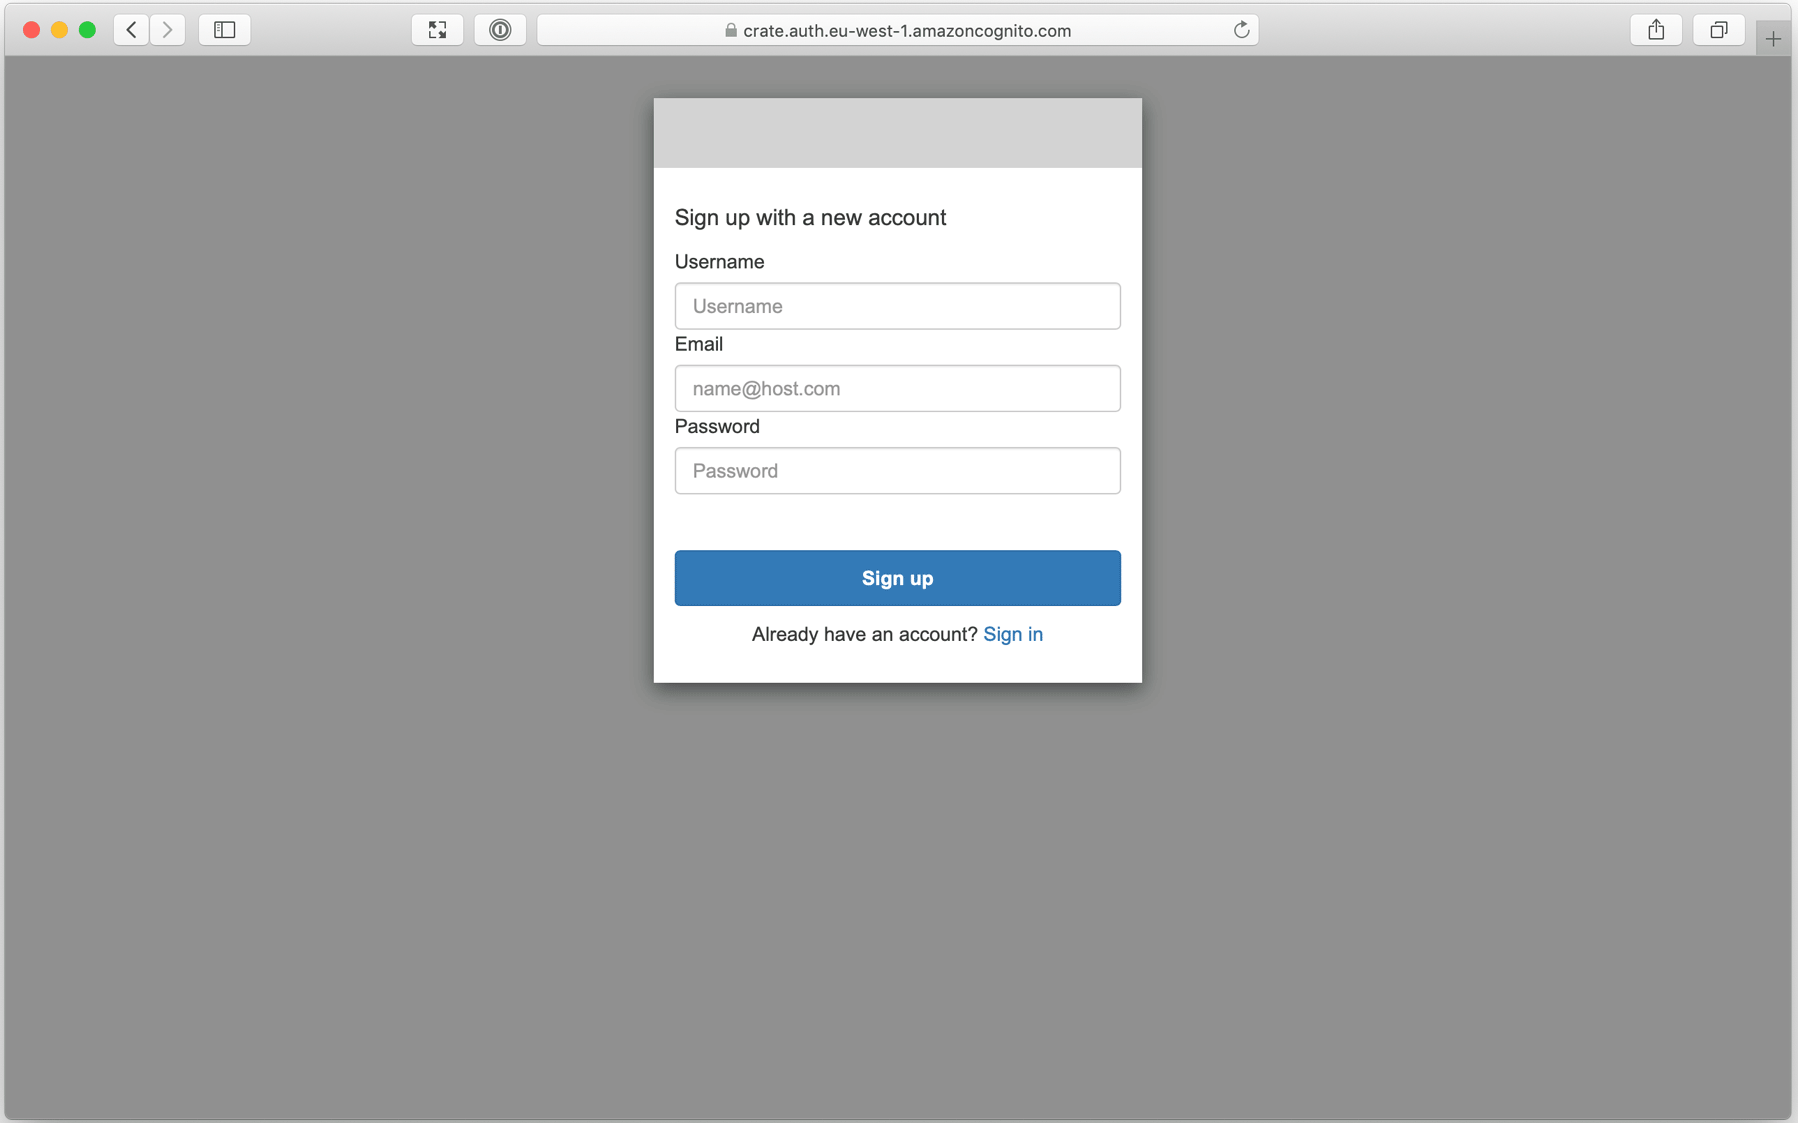 crate.auth.eu-west-1.amazoncognito.com
Sign up with a new account
Username
Username
Email
name@host.com
Password
Password
Sign up
Already have an account? Sign in